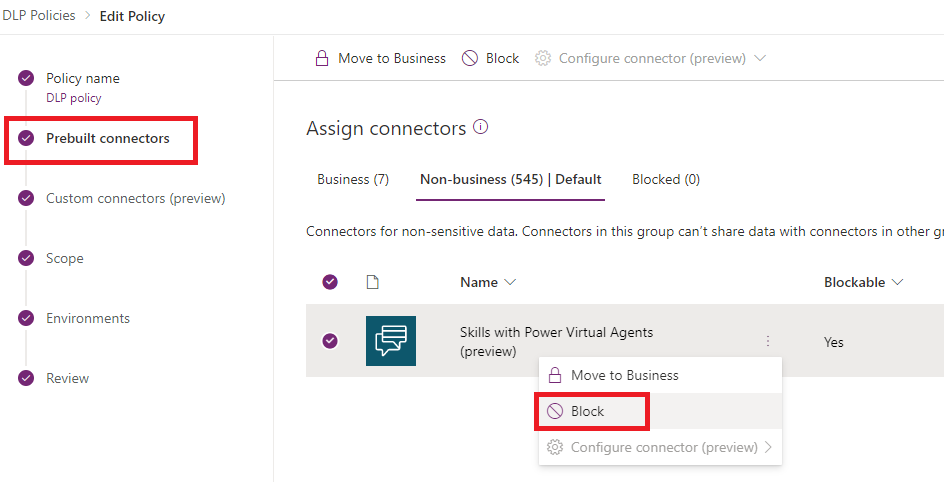 DLP Policies > Edit Policy
Policy name
DLP policy
Prebuilt connectors
Custom connectors (preview)
Scope
Environments
Review
Move to Business Block Configure connector (preview)
Assign connectors
Business (7) Non-business (545) | Default Blocked (0)
Connectors for non-sensitive data. Connectors in this group can't share data with connectors in other gr
Name Blockable
Skills with Power Virtual Agents
(preview)
Yes
Move to Business
Block
Configure connector (preview)